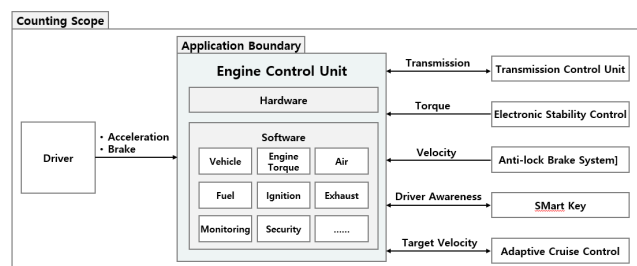 Counting Scope
Application Boundary
Engine Control Unit
Hardware
Software
Vehicle
Engine
Torque
Air
Fuel
Ignition
Exhaust
Monitoring
Security
......
Driver
• Acceleration
• Brake
Transmission
Transmission Control Unit
Torque
Electronic Stability Control
Velocity
Anti-lock Brake System]
Driver Awareness
SMart Key
Target Velocity
Adaptive Cruise Control